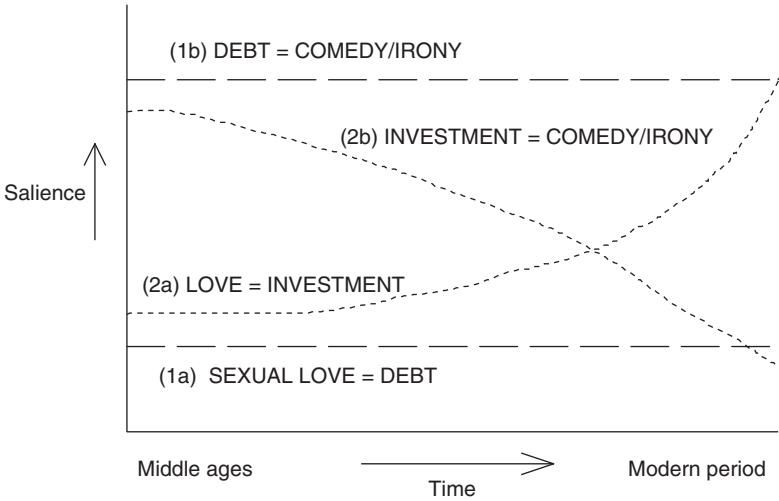 (1b) DEBT = COMEDY/IRONY
(2b) INVESTMENT = COMEDY/IRONY
Salience
(2a) LOVE = INVESTMENT
(1a) SEXUAL LOVE = DEBT
Middle ages
Time
Modern period